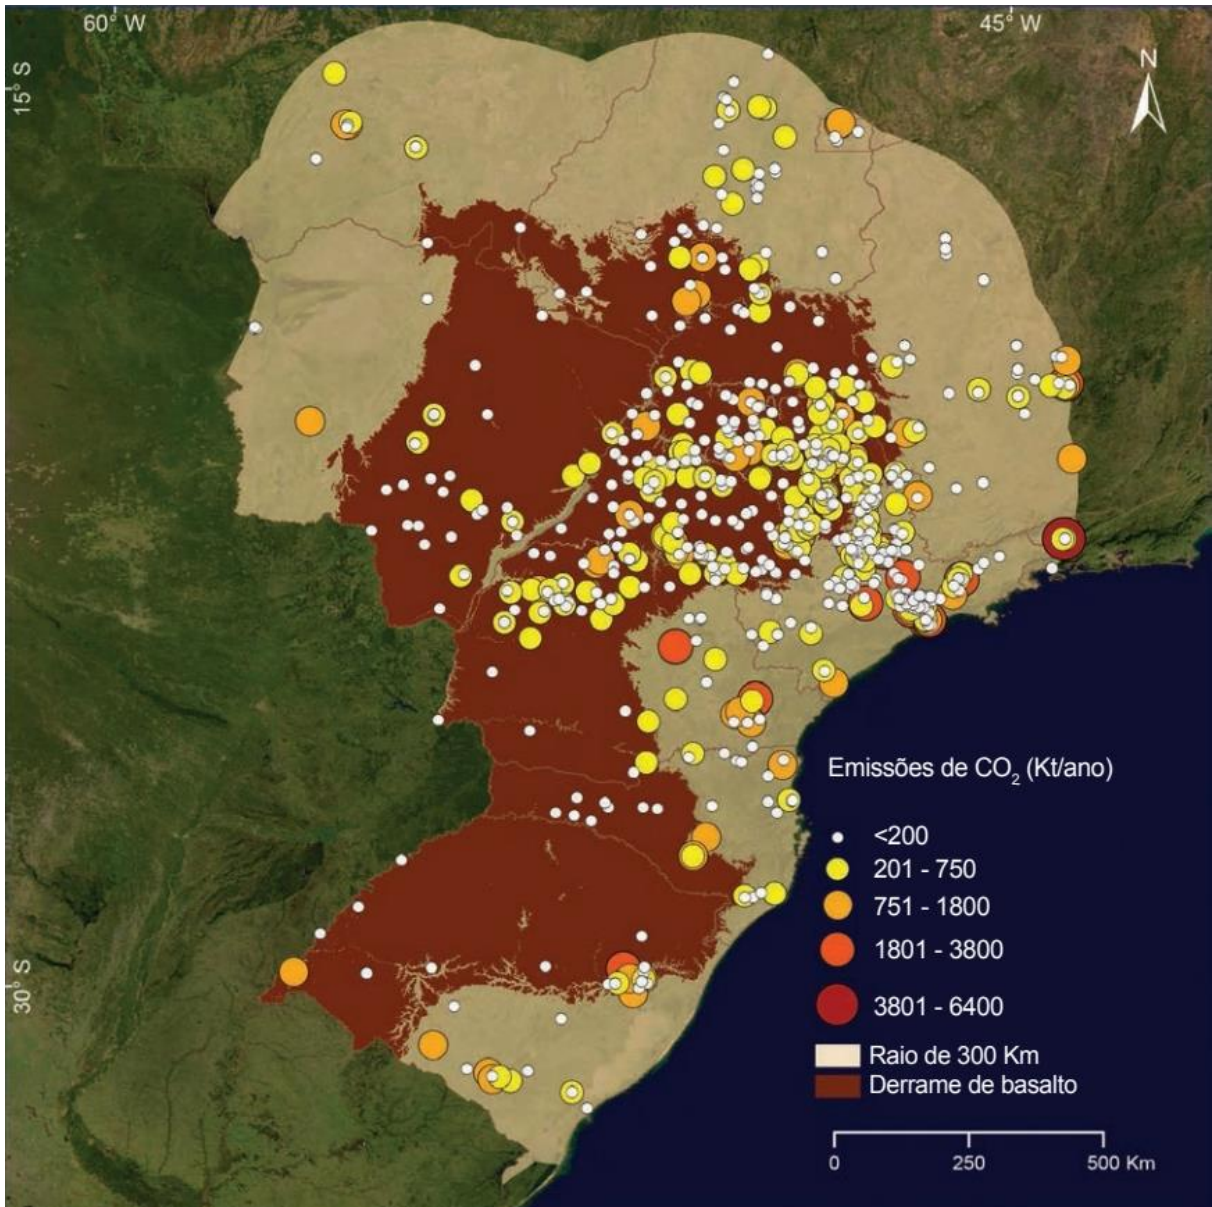 60° W
45° W
N
15° S
30° S
Emissões de CO₂ (Kt/ano)
<200
201 - 750
751 - 1800
1801 - 3800
3801 - 6400
Raio de 300 Km
Derrame de basalto
0 250 500 Km